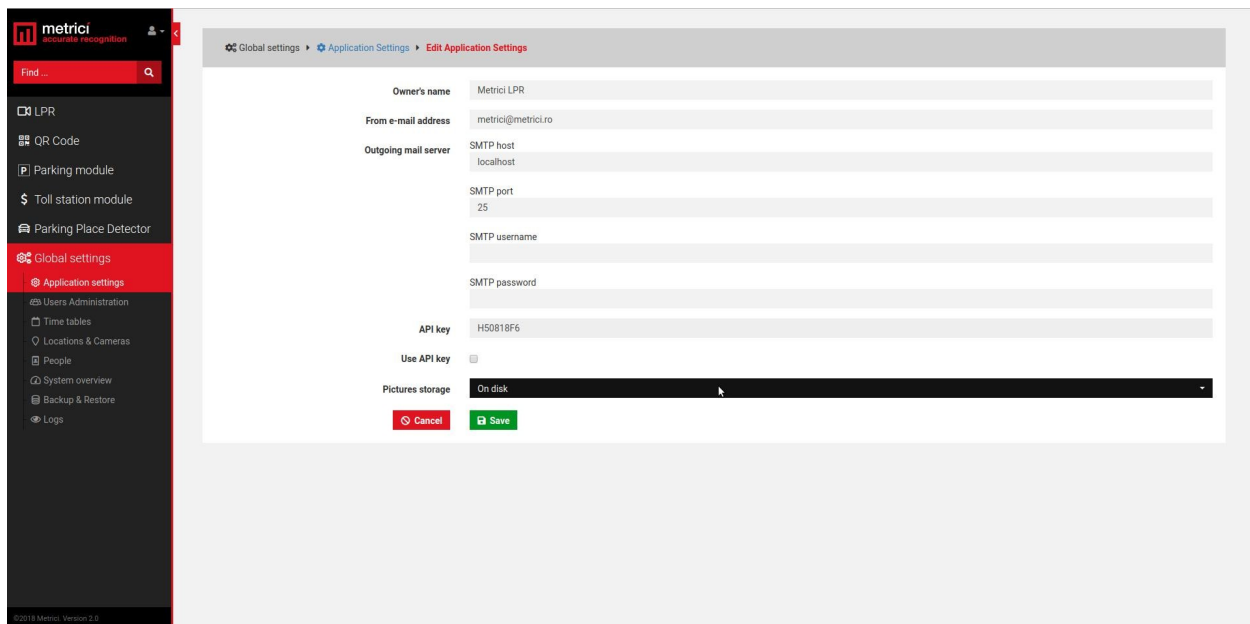 metrici
accurate recognition
Find ...
LPR
QR Code
P Parking module
$ Toll station module
Parking Place Detector
Global settings
Application settings
Users Administration
Time tables
Locations & Cameras
People
System overview
Backup & Restore
Logs
©2018 Metrici. Version 2.0
Global settings Application Settings Edit Application Settings
Owner's name Metrici LPR
From e-mail address metrici@metrici.ro
Outgoing mail server SMTP host
localhost
SMTP port
25
SMTP username
SMTP password
API key H50818F6
Use API key
Pictures storage On disk
Cancel Save